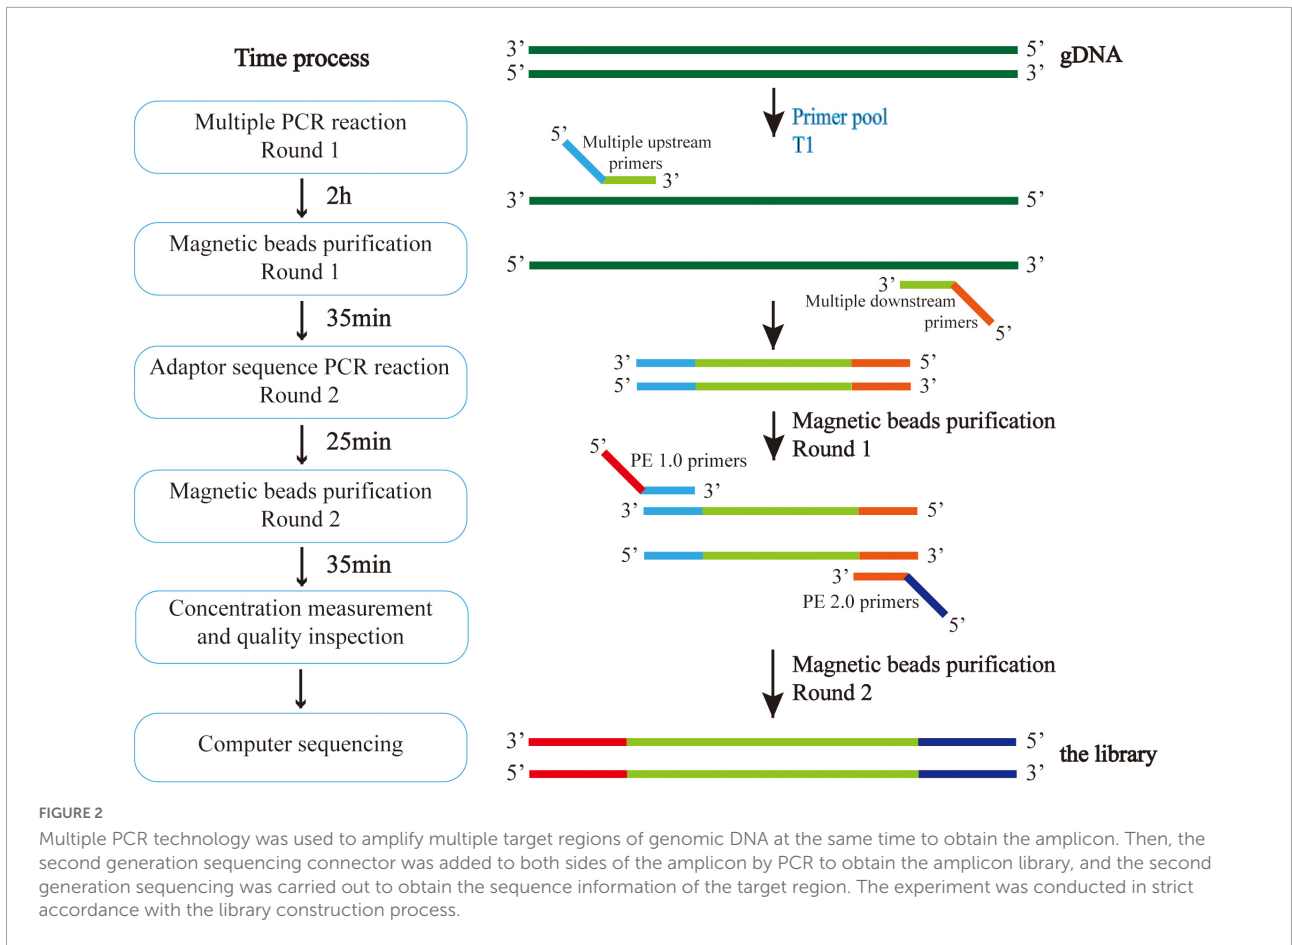 Time process
Multiple PCR reaction
Round 1
2h
Magnetic beads purification
Round 1
35min
Adaptor sequence PCR reaction
Round 2
25min
Magnetic beads purification
Round 2
35min
Concentration measurement
and quality inspection
Computer sequencing
3’
5’
gDNA
5’
3’
Primer pool
T1
5’
Multiple upstream
primers
3’
3’
5’
5’
3’
3’
Multiple downstream
primers
5’
3’
5’
5’
3’
Magnetic beads purification
Round 1
5’
PE 1.0 primers
3’
3’
5’
5’
3’
3’
PE 2.0 primers
5’
Magnetic beads purification
Round 2
3’
5’
the library
5’
3’
FIGURE 2
Multiple PCR technology was used to amplify multiple target regions of genomic DNA at the same time to obtain the amplicon. Then, the
second generation sequencing connector was added to both sides of the amplicon by PCR to obtain the amplicon library, and the second
generation sequencing was carried out to obtain the sequence information of the target region. The experiment was conducted in strict
accordance with the library construction process.